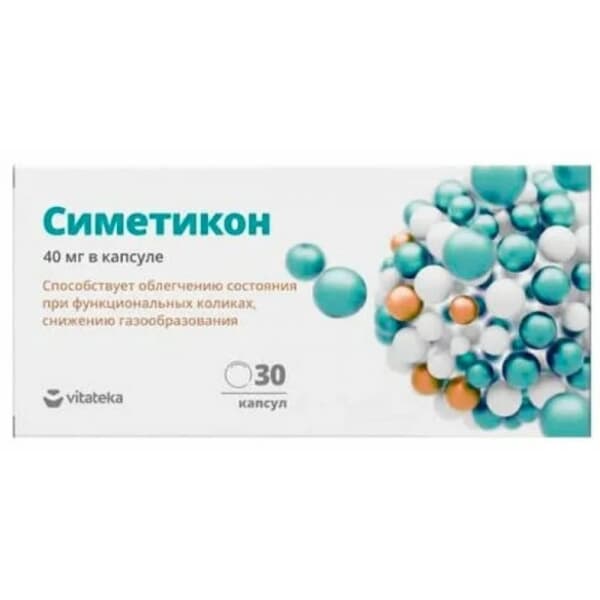 Симетикон
40 мг в капсуле
Способствует облегчению состояния
при функциональных коликах,
снижению газообразования
30
капсул
vitateka